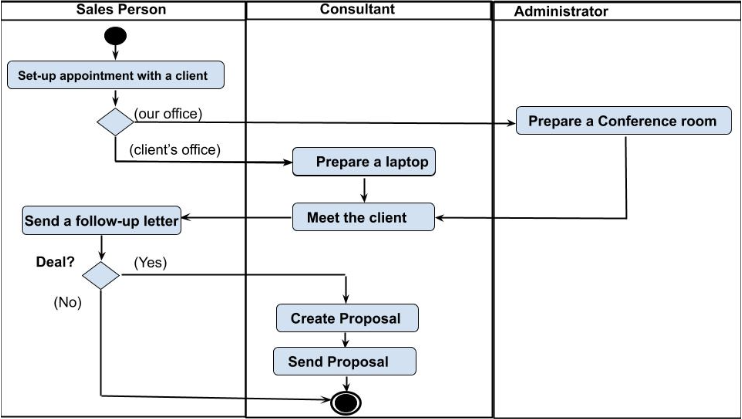 Sales Person
Consultant
Administrator
Set-up appointment with a client
(our office)
Prepare a Conference room
(client's office)
Prepare a laptop
Send a follow-up letter
Meet the client
Deal?
(Yes)
(No)
Create Proposal
Send Proposal